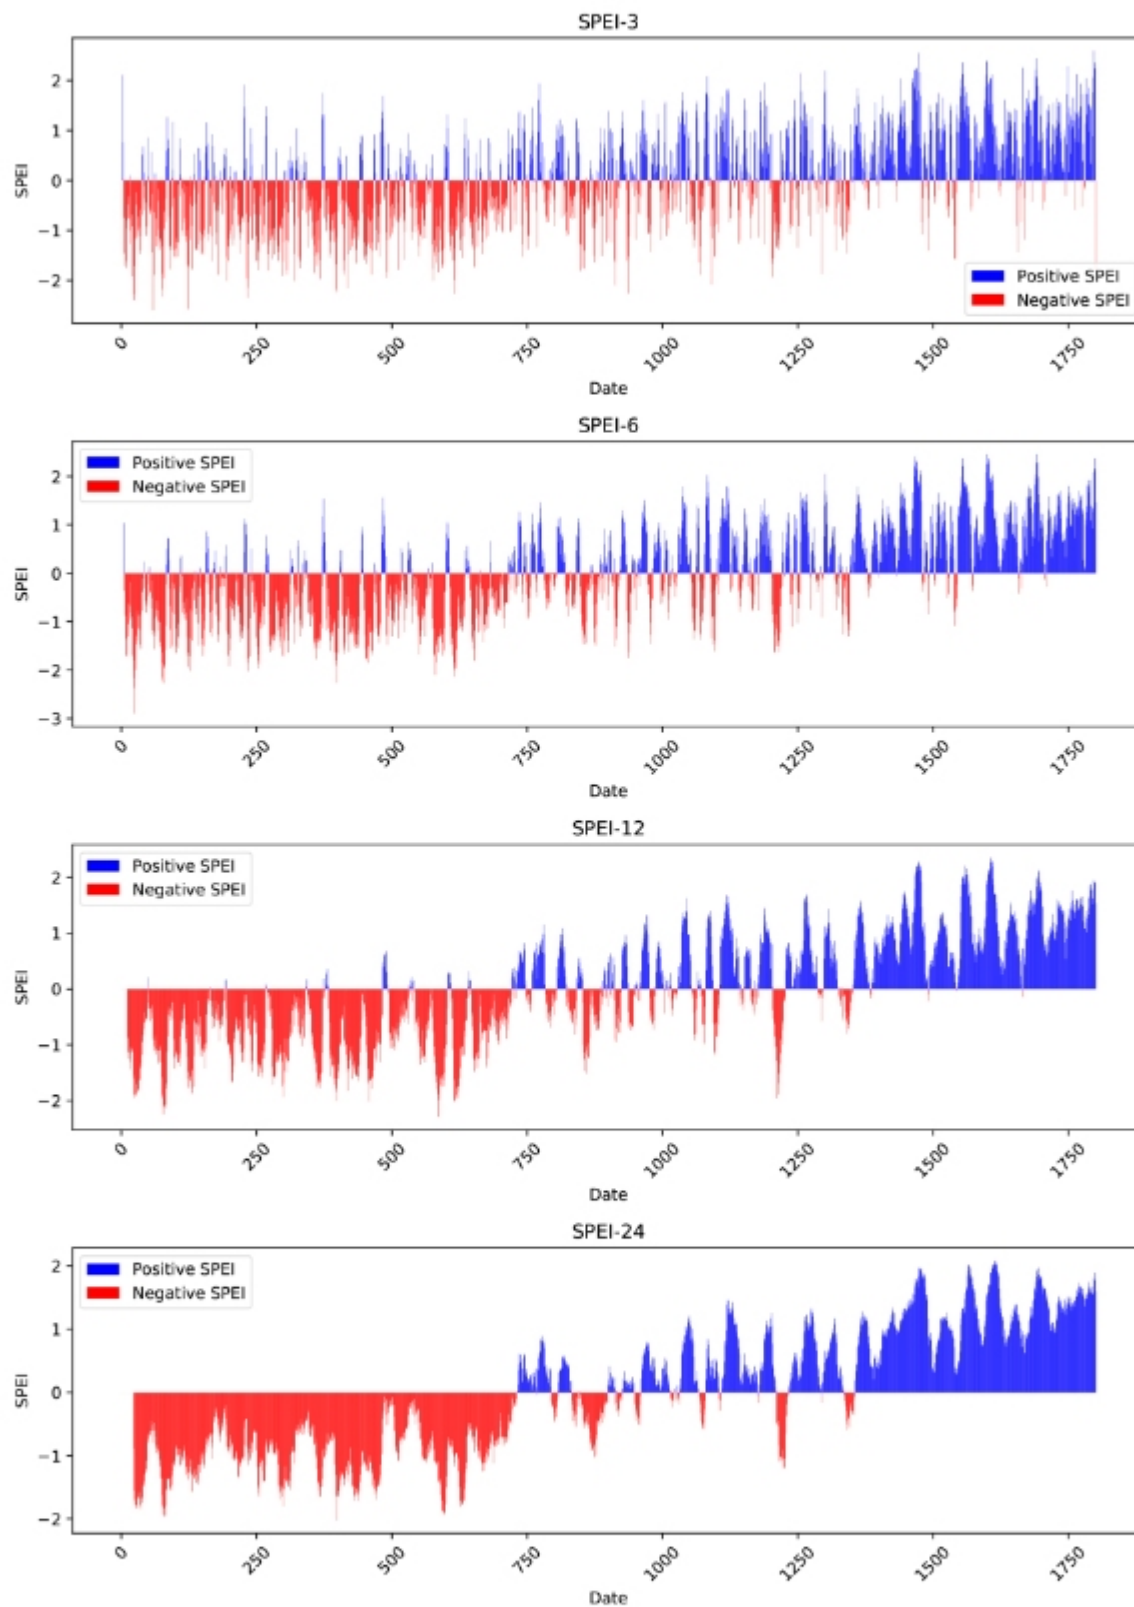 SPEI-3
2
1
0
−1
−2
SPEI
Positive SPEI
Negative SPEI
0 250 500 750 1000 1250 1500 1750
Date
SPEI-6
2
1
0
−1
−2
−3
SPEI
Positive SPEI
Negative SPEI
0 250 500 750 1000 1250 1500 1750
Date
SPEI-12
2
1
0
−1
−2
SPEI
Positive SPEI
Negative SPEI
0 250 500 750 1000 1250 1500 1750
Date
SPEI-24
2
1
0
−1
−2
SPEI
Positive SPEI
Negative SPEI
0 250 500 750 1000 1250 1500 1750
Date